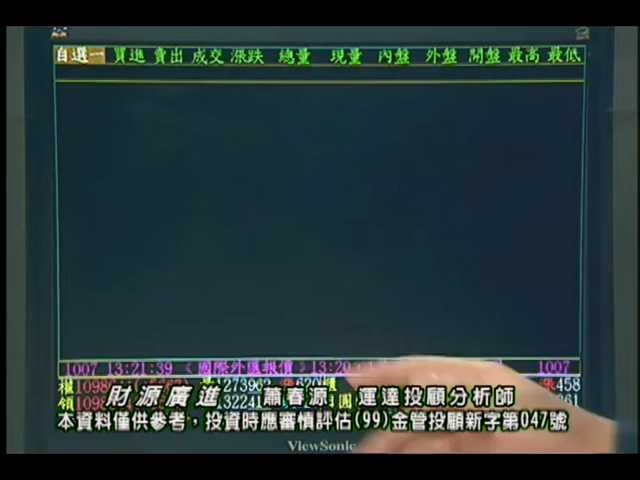 自選一 買進 賣出 成交 漲跌 總量 現量 內盤 外盤 開盤 最高 最低
1007 13:21:39 《 國際外匯報價 》13:20 1007
1273962 620 458
財源廣進 蕭春源 運達投顧分析師
本資料僅供參考，投資時應審慎評估(99)金管投顧新字第047號
ViewSonic